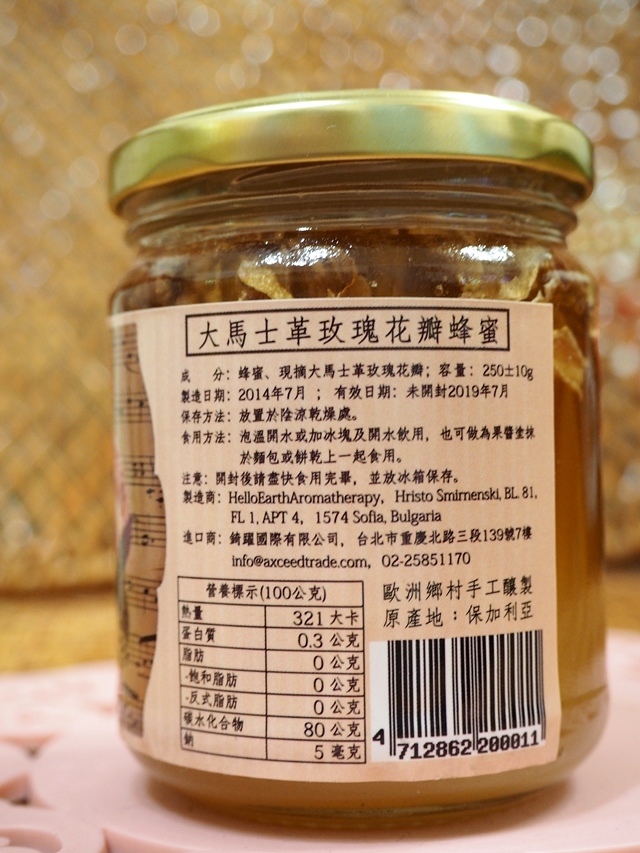 大馬士革玫瑰花瓣蜂蜜
成 分：蜂蜜、現摘大馬士革玫瑰花瓣；容量：250±10g
製造日期：2014年7月 ； 有效日期：未開封2019年7月
保存方法：放置於陰涼乾燥處。
食用方法：泡溫開水或加冰塊及開水飲用，也可做為果醬塗抹
於麵包或餅乾上一起食用。
注意：開封後請盡快食用完畢，並放冰箱保存。
製造商：HelloEarthAromatherapy, Hristo Smirnenski, BL. 81,
FL 1, APT 4, 1574 Sofia, Bulgaria
進口商：錡躍國際有限公司，台北市重慶北路三段139號7樓
info@axceedtrade.com, 02-25851170
營養標示(100公克)
熱量 321 大卡
蛋白質 0.3 公克
脂肪 0 公克
-飽和脂肪 0 公克
-反式脂肪 0 公克
碳水化合物 80 公克
鈉 5 毫克
歐洲鄉村手工釀製
原產地：保加利亞
4 712862 200011